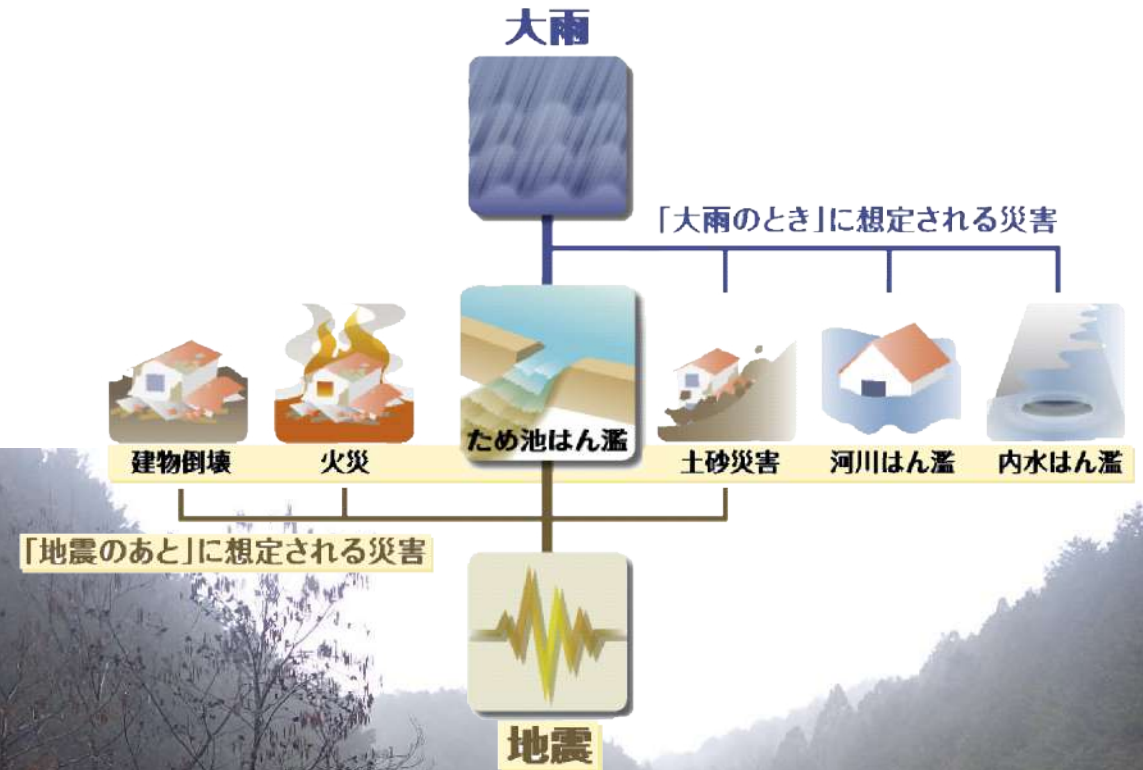 大雨
「大雨のとき」に想定される災害
建物倒壊
火災
ため池はん濫
土砂災害
河川はん濫
内水はん濫
「地震のあと」に想定される災害
地震